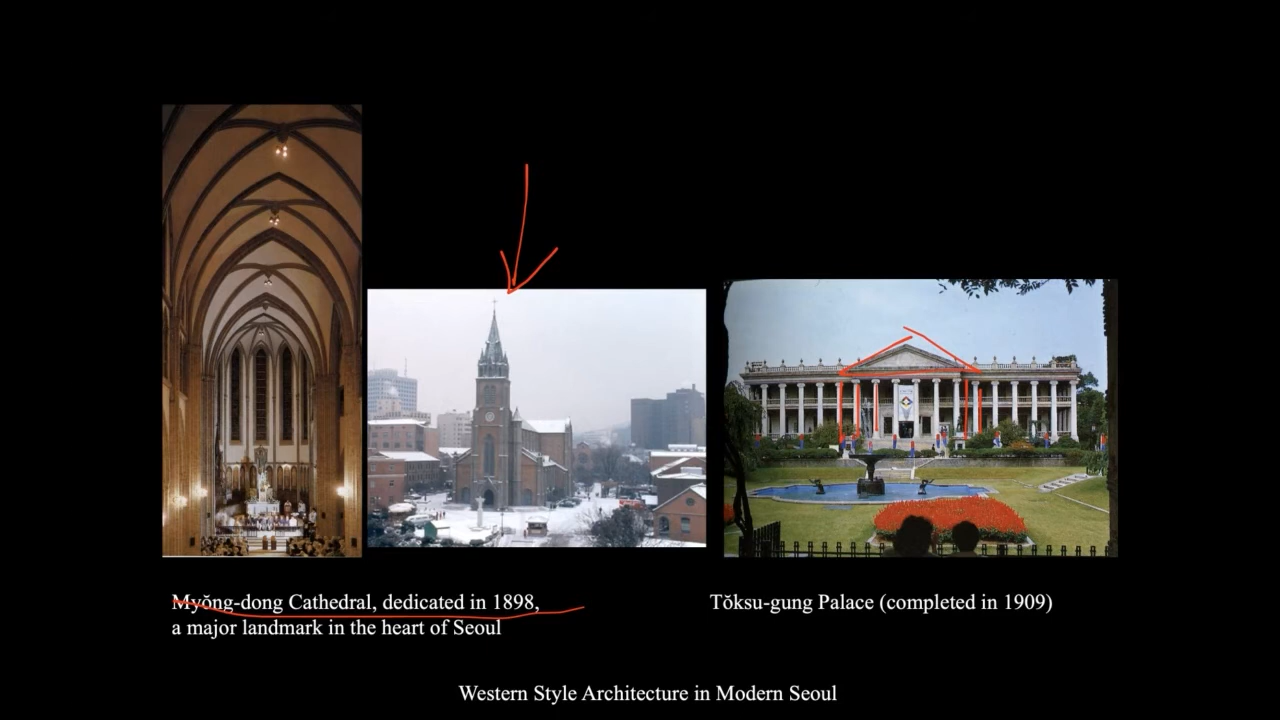 Myŏng-dong Cathedral, dedicated in 1898,
a major landmark in the heart of Seoul
Tŏksu-gung Palace (completed in 1909)
Western Style Architecture in Modern Seoul